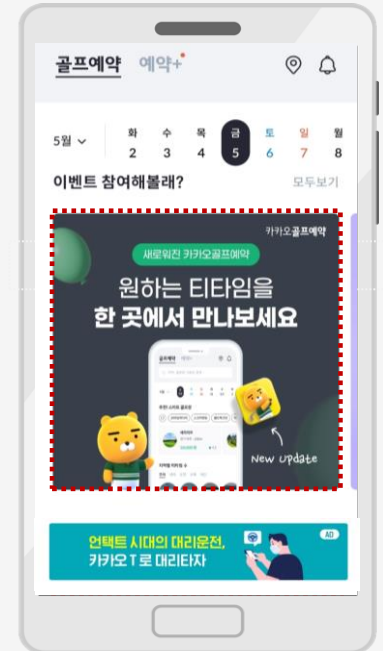 골프예약 예약+
5월 화 수 목 금 토 일 월
2 3 4 5 6 7 8
이벤트 참여해볼래? 모두보기
카카오골프예약
새로워진 카카오골프예약
원하는 티타임을
한 곳에서 만나보세요
골프예약
New update
언택트 시대의 대리운전,
카카오 T 로 대리타자
AD